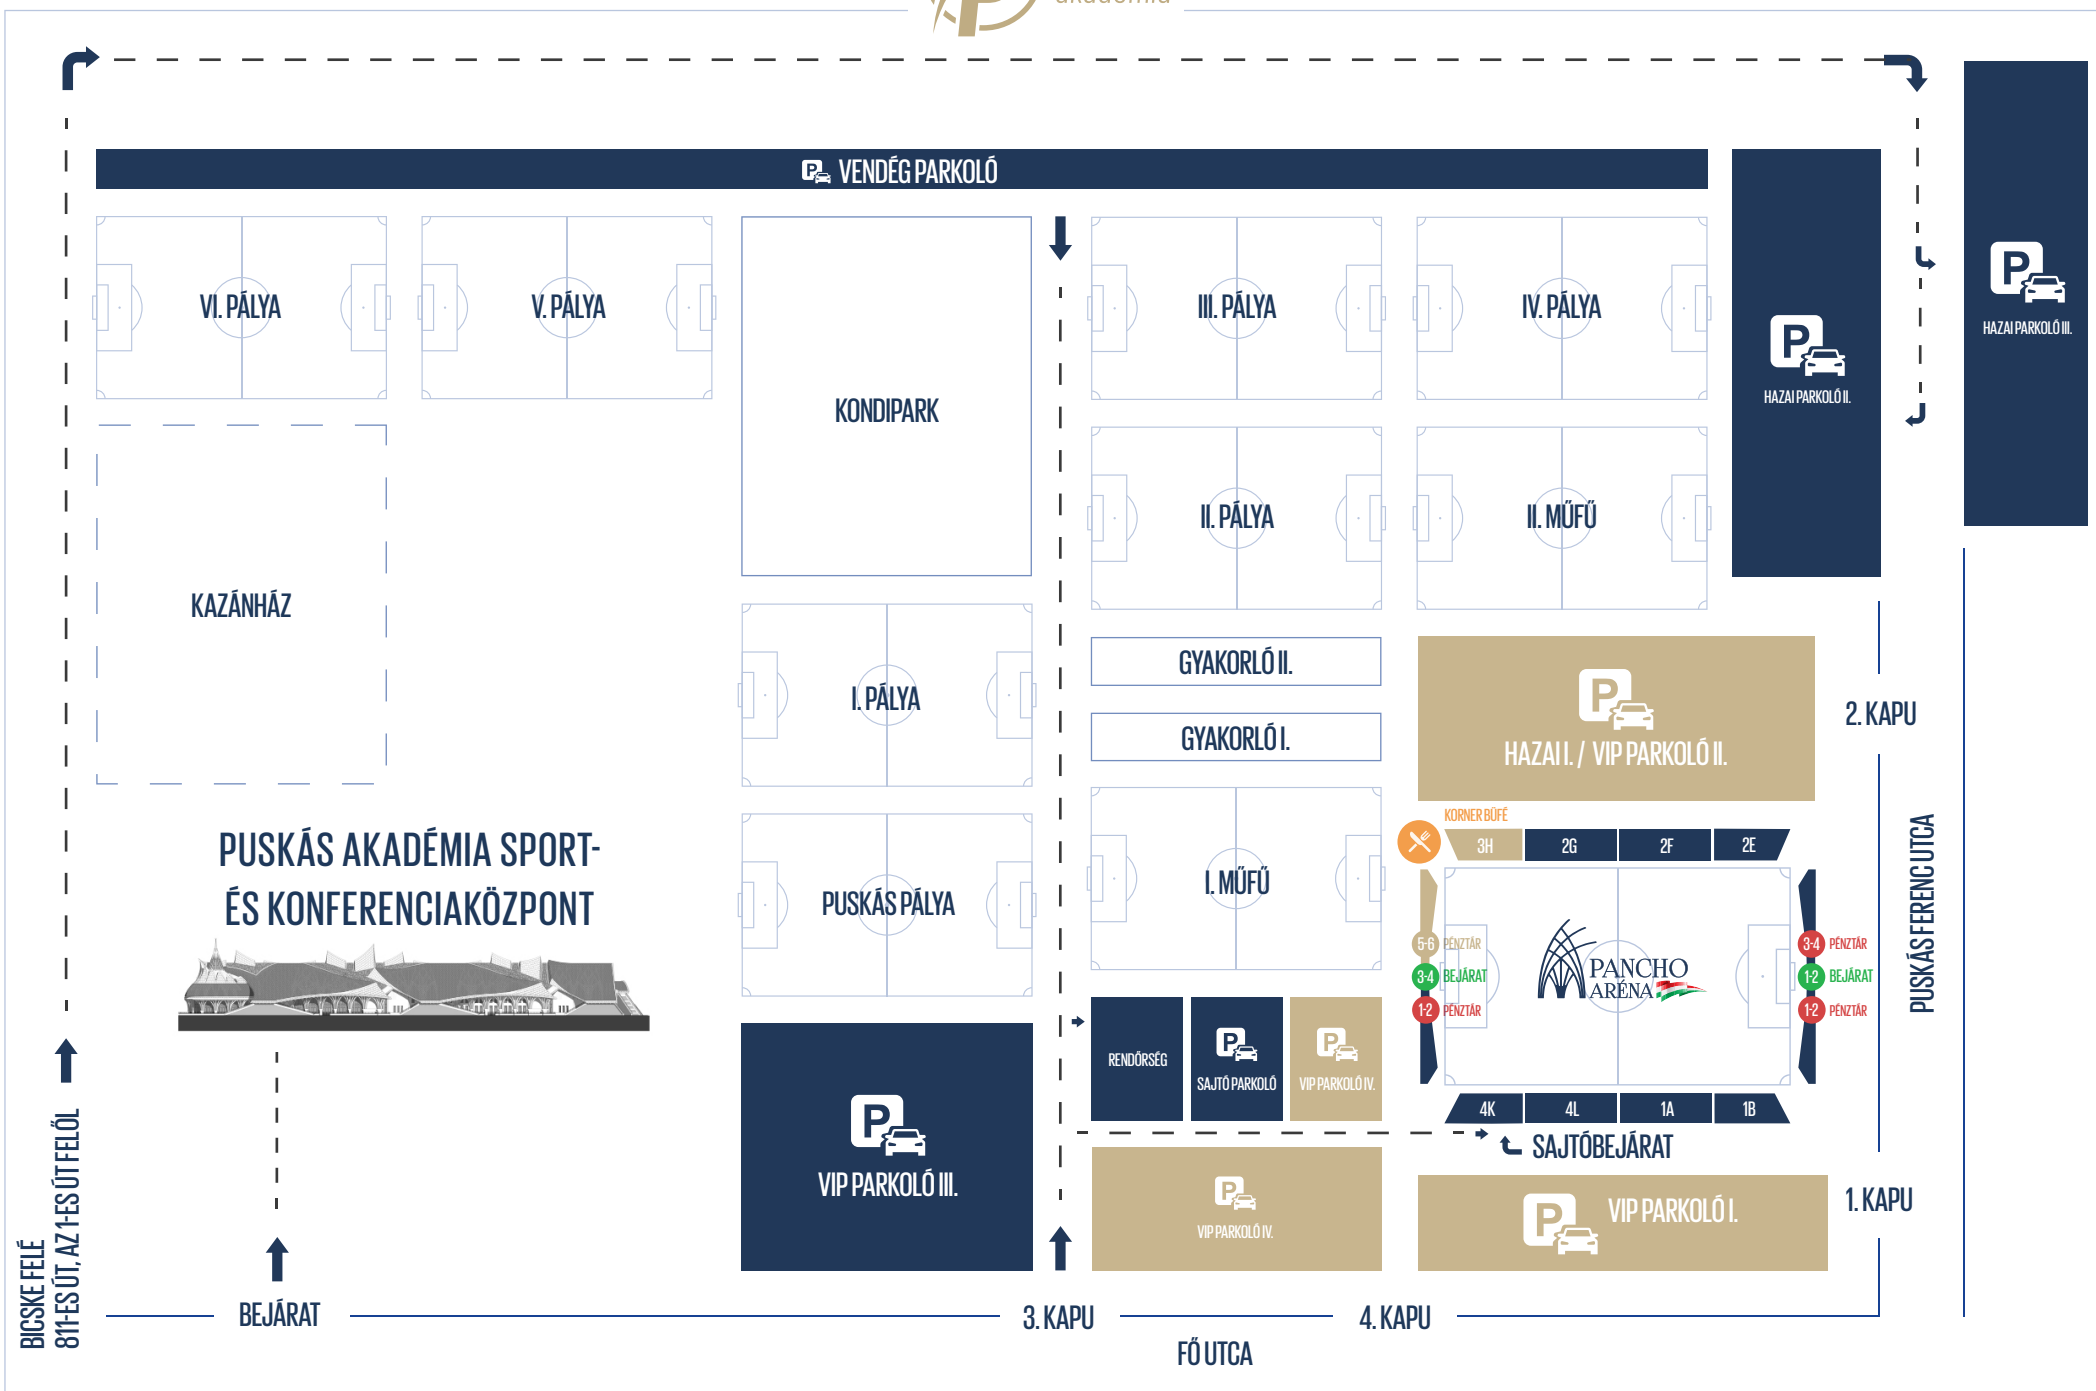 akadémia
P VENDÉG PARKOLÓ
VI. PÁLYA
V. PÁLYA
KONDIPARK
III. PÁLYA
IV. PÁLYA
P
HAZAI PARKOLÓ II.
P
HAZAI PARKOLÓ III.
II. PÁLYA
II. MŰFŰ
KAZÁNHÁZ
I. PÁLYA
GYAKORLÓ II.
GYAKORLÓ I.
P
HAZAI I. / VIP PARKOLÓ II.
2. KAPU
PUSKÁS AKADÉMIA SPORT-
ÉS KONFERENCIAKÖZPONT
PUSKÁS PÁLYA
I. MŰFŰ
KORNER BÜFÉ
3H
2G
2F
2E
5-6 PÉNZTÁR
3-4 BEJÁRAT
1-2 PÉNZTÁR
PANCHO
ARÉNA
3-4 PÉNZTÁR
1-2 BEJÁRAT
1-2 PÉNZTÁR
4K
4L
1A
1B
PUSKÁS FERENC UTCA
RENDŐRSÉG
P
SAJTÓ PARKOLÓ
P
VIP PARKOLÓ IV.
SAJTÓBEJÁRAT
P
VIP PARKOLÓ III.
P
VIP PARKOLÓ IV.
P
VIP PARKOLÓ I.
1. KAPU
BICSKE FELÉ
811-ES ÚT, AZ 1-ES ÚT FELŐL
BEJÁRAT
3. KAPU
4. KAPU
FŐ UTCA